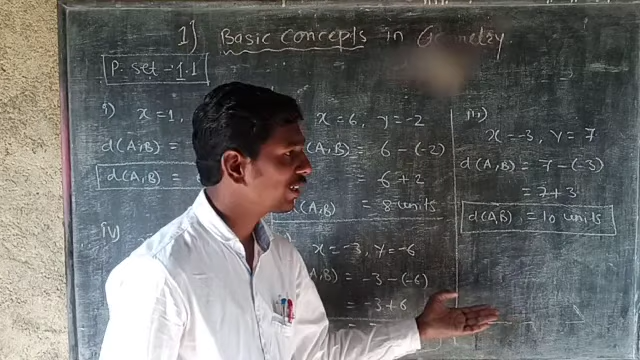 1) Basic Concepts in Geometry
P. set - 1.1
i) x=1,
d(A,B) =
d(A,B) =
x=6, y=-2
(A,B) = 6-(-2)
= 6+2
d(A,B) = 8 units
iii)
x=-3, y=7
d(A,B) = 7-(-3)
= 7+3
d(A,B) = 10 units
iv)
x=-3, y=-6
(A,B) = -3-(-6)
= -3+6
=